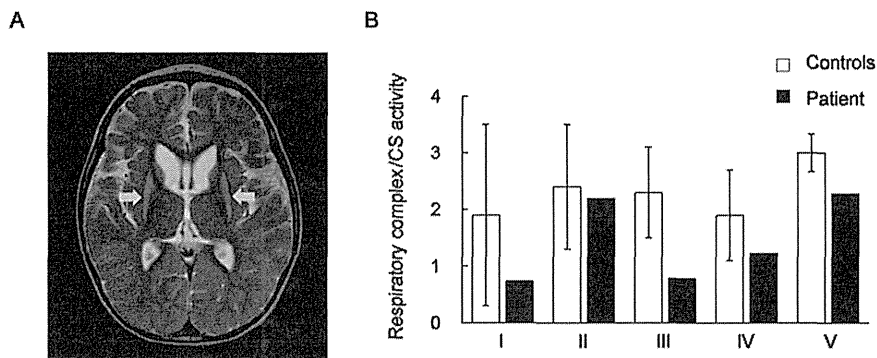 A
B
Controls
Patient
Respiratory complex/CS activity
4
3
2
1
0
I
II
III
IV
V